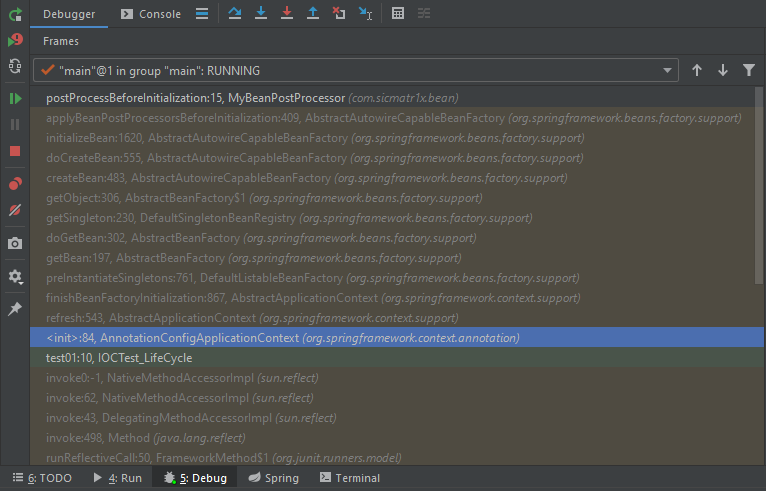 Debugger Console
Frames
"main"@1 in group "main": RUNNING
postProcessBeforeInitialization:15, MyBeanPostProcessor (com.sicmatr1x.bean)
applyBeanPostProcessorsBeforeInitialization:409, AbstractAutowireCapableBeanFactory (org.springframework.beans.factory.support)
initializeBean:1620, AbstractAutowireCapableBeanFactory (org.springframework.beans.factory.support)
doCreateBean:555, AbstractAutowireCapableBeanFactory (org.springframework.beans.factory.support)
createBean:483, AbstractAutowireCapableBeanFactory (org.springframework.beans.factory.support)
getObject:306, AbstractBeanFactory$1 (org.springframework.beans.factory.support)
getSingleton:230, DefaultSingletonBeanRegistry (org.springframework.beans.factory.support)
doGetBean:302, AbstractBeanFactory (org.springframework.beans.factory.support)
getBean:197, AbstractBeanFactory (org.springframework.beans.factory.support)
preInstantiateSingletons:761, DefaultListableBeanFactory (org.springframework.beans.factory.support)
finishBeanFactoryInitialization:867, AbstractApplicationContext (org.springframework.context.support)
refresh:543, AbstractApplicationContext (org.springframework.context.support)
<init>:84, AnnotationConfigApplicationContext (org.springframework.context.annotation)
test01:10, IOCTest_LifeCycle
invoke0:-1, NativeMethodAccessorImpl (sun.reflect)
invoke:62, NativeMethodAccessorImpl (sun.reflect)
invoke:43, DelegatingMethodAccessorImpl (sun.reflect)
invoke:498, Method (java.lang.reflect)
runReflectiveCall:50, FrameworkMethod$1 (org.junit.runners.model)
6: TODO 4: Run 5: Debug Spring Terminal